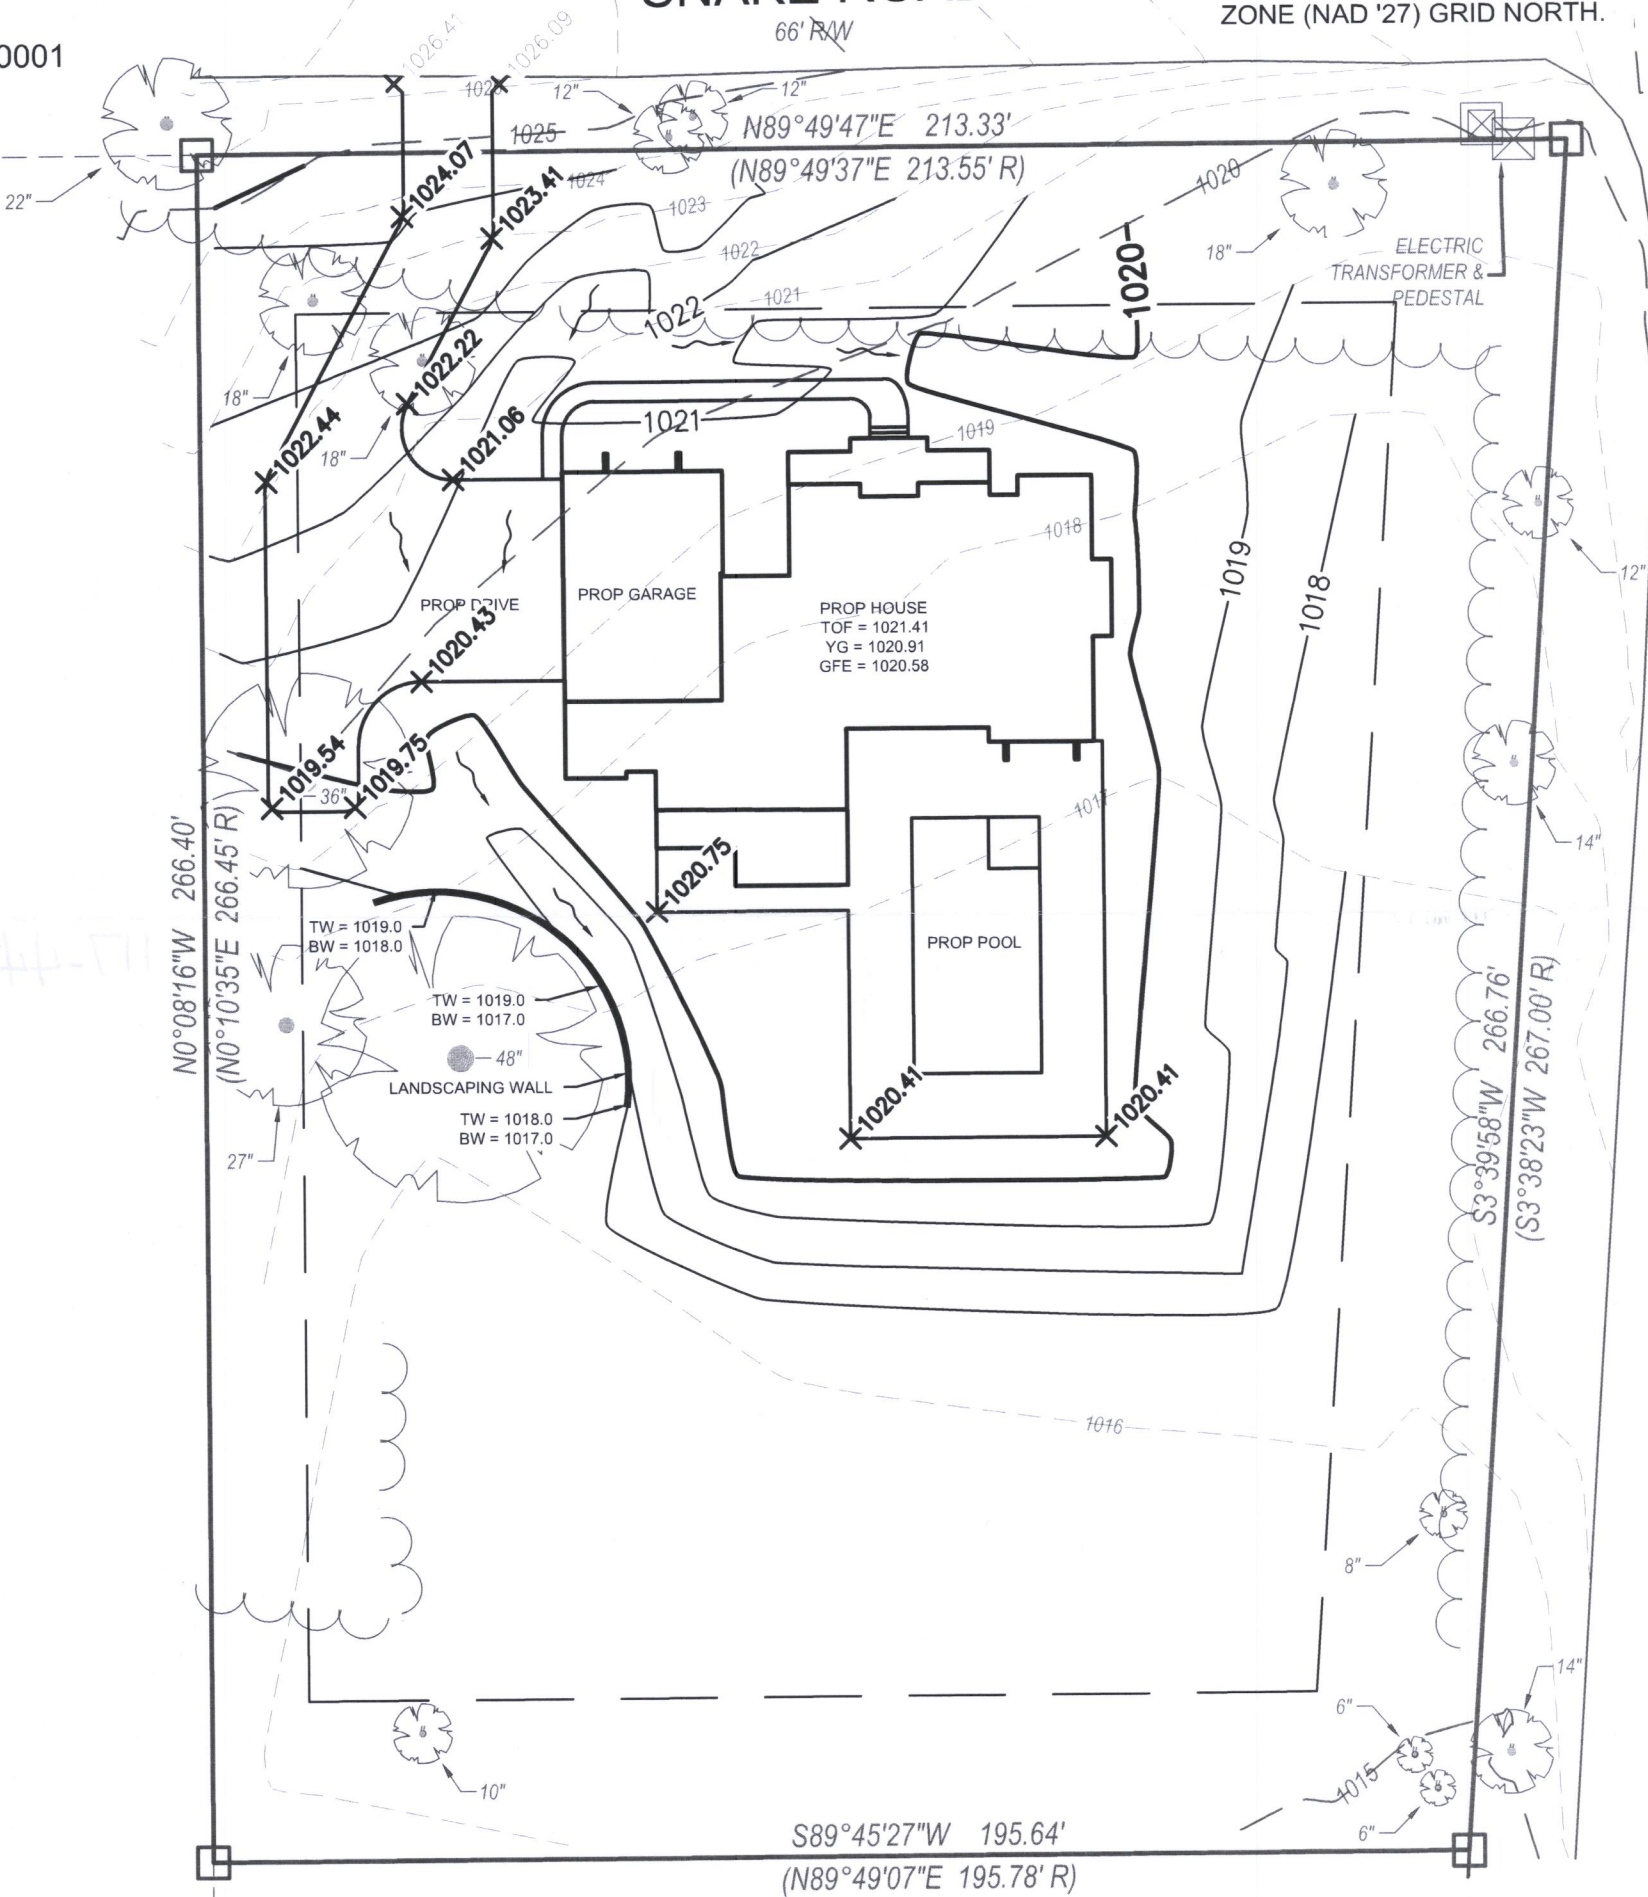 66' R/W
ZONE (NAD '27) GRID NORTH.
0001
1026.41
1026.09
12"
12"
1025
N89°49'47"E 213.33'
(N89°49'37"E 213.55' R)
22"
1024.07
1023.41
1024
1023
1022
1021
1020
1020
18"
ELECTRIC
TRANSFORMER &
PEDESTAL
1022
18"
1022.22
1022.44
18"
1021.06
1021
1019
1018
12"
PROP DRIVE
PROP GARAGE
PROP HOUSE
TOF = 1021.41
YG = 1020.91
GFE = 1020.58
1019
1018
1020.43
1019.54
1019.75
36"
1017
14"
N0°08'16"W 266.40'
(N0°10'35"E 266.45' R)
1020.75
TW = 1019.0
BW = 1018.0
PROP POOL
TW = 1019.0
BW = 1017.0
48"
LANDSCAPING WALL
TW = 1018.0
BW = 1017.0
1020.41
1020.41
27"
S3°39'58"W 266.76'
(S3°38'23"W 267.00' R)
1016
8"
14"
6"
1015
10"
6"
S89°45'27"W 195.64'
(N89°49'07"E 195.78' R)